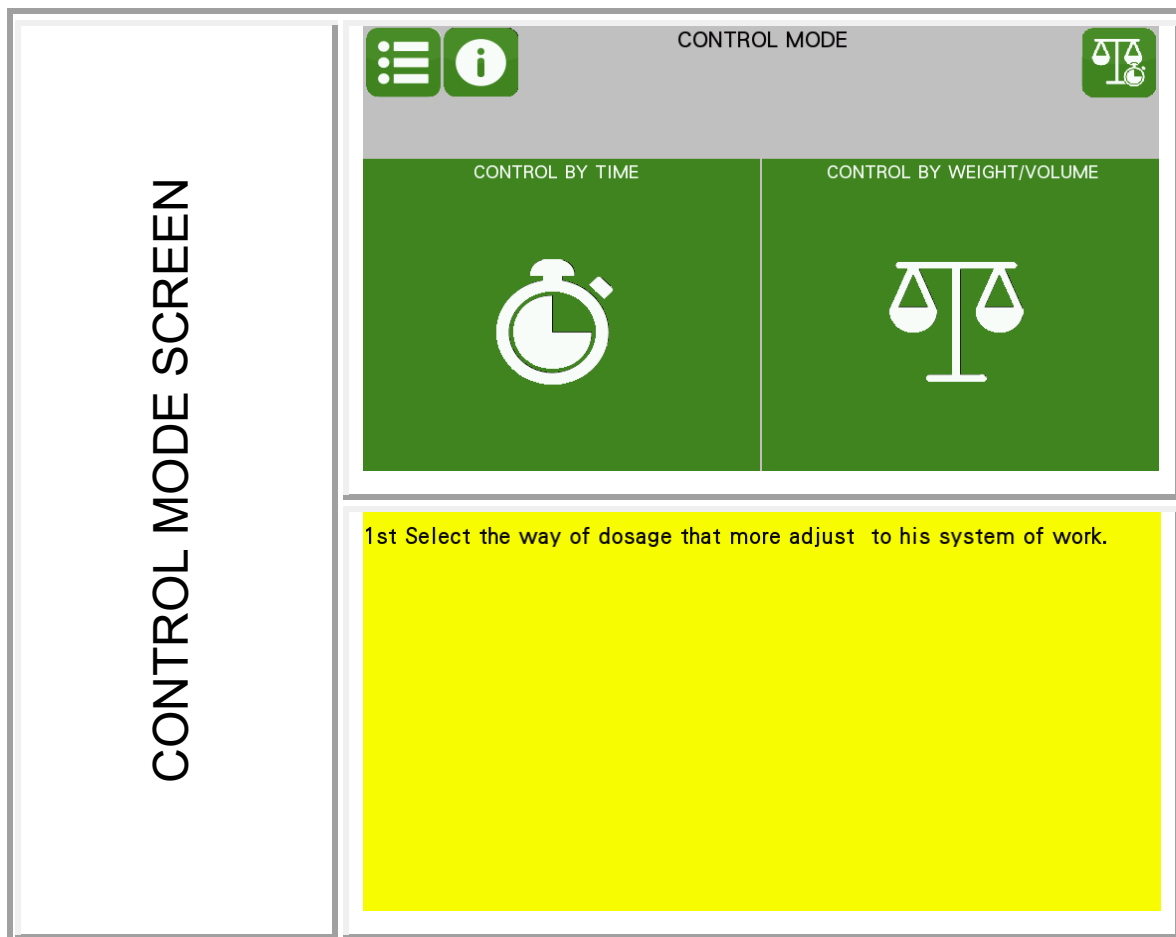 CONTROL MODE SCREEN
CONTROL MODE
CONTROL BY TIME
CONTROL BY WEIGHT/VOLUME
1st Select the way of dosage that more adjust  to his system of work.